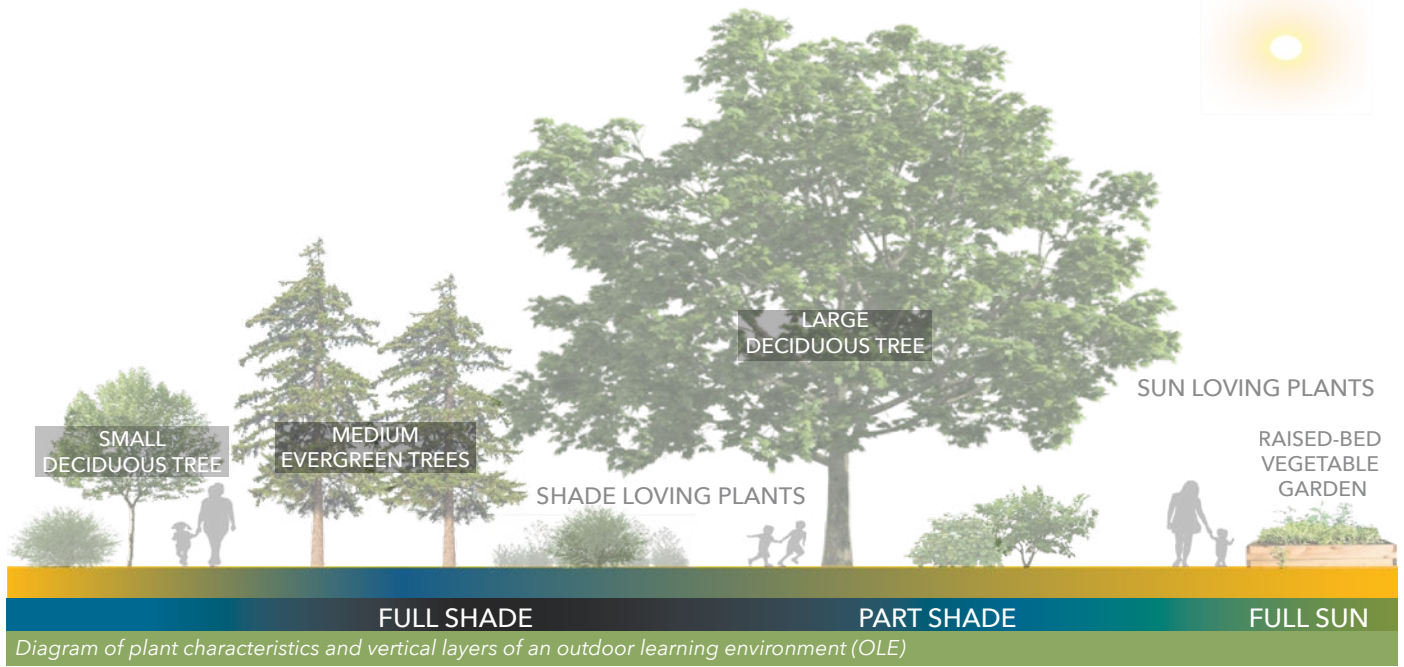 LARGE
DECIDUOUS TREE
SUN LOVING PLANTS
SMALL
DECIDUOUS TREE
MEDIUM
EVERGREEN TREES
RAISED-BED
VEGETABLE
GARDEN
SHADE LOVING PLANTS
FULL SHADE
PART SHADE
FULL SUN
Diagram of plant characteristics and vertical layers of an outdoor learning environment (OLE)